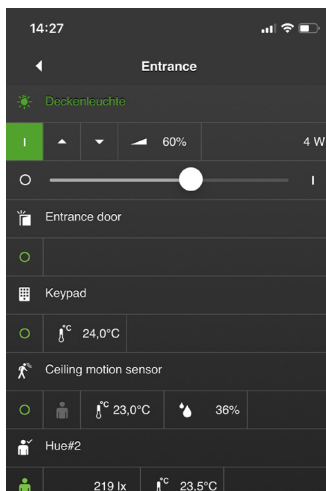 14:27
Entrance
Deckenleuchte
I 60% 4 W
I
Entrance door
Keypad
°C 24,0°C
Ceiling motion sensor
°C 23,0°C 36%
Hue#2
219 lx °C 23,5°C